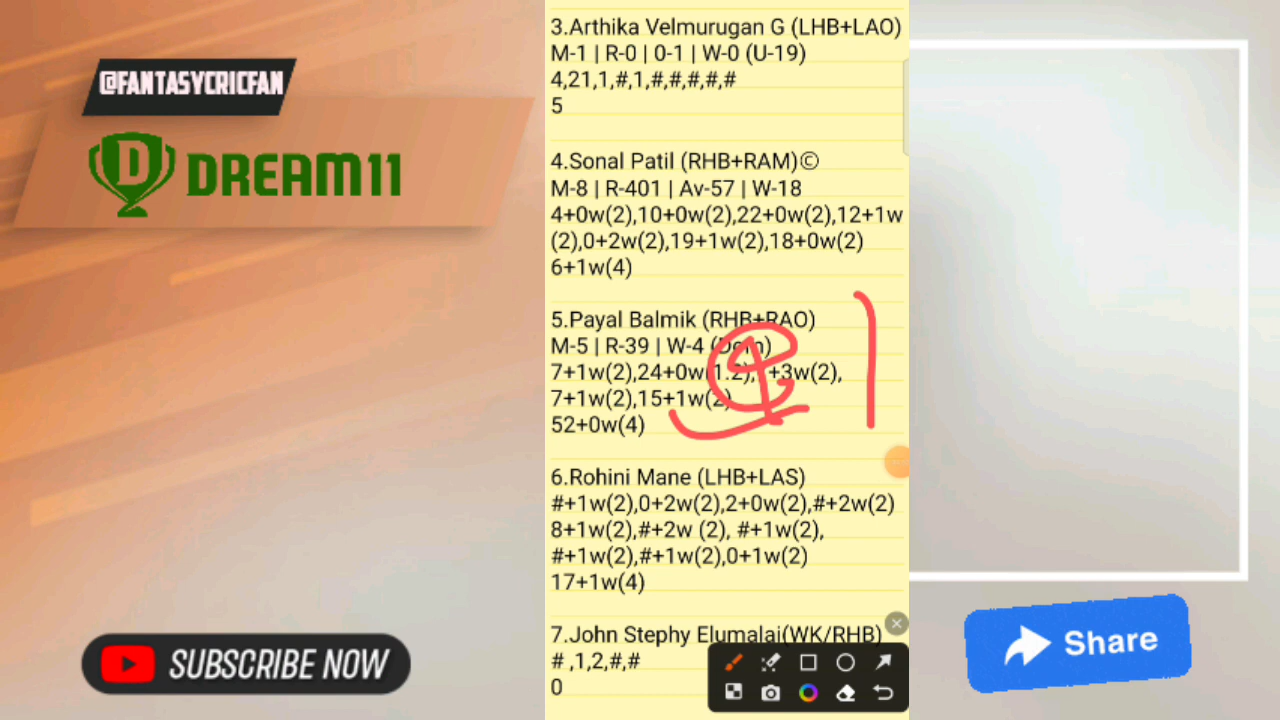 @FANTASYCRICFAN
DREAM11
3.Arthika Velmurugan G (LHB+LAO)
M-1 | R-0 | 0-1 | W-0 (U-19)
4,21,1,#,1,#,#,#,#,#
5
4.Sonal Patil (RHB+RAM)©
M-8 | R-401 | Av-57 | W-18
4+0w(2),10+0w(2),22+0w(2),12+1w
(2),0+2w(2),19+1w(2),18+0w(2)
6+1w(4)
5.Payal Balmik (RHB+RAO)
M-5 | R-39 | W-4 (Dom)
7+1w(2),24+0w(1.2), +3w(2),
7+1w(2),15+1w(2)
52+0w(4)
6.Rohini Mane (LHB+LAS)
#+1w(2),0+2w(2),2+0w(2),#+2w(2)
8+1w(2),#+2w (2), #+1w(2),
#+1w(2),#+1w(2),0+1w(2)
17+1w(4)
7.John Stephy Elumalai(WK/RHB)
# ,1,2,#,#
0
SUBSCRIBE NOW
Share